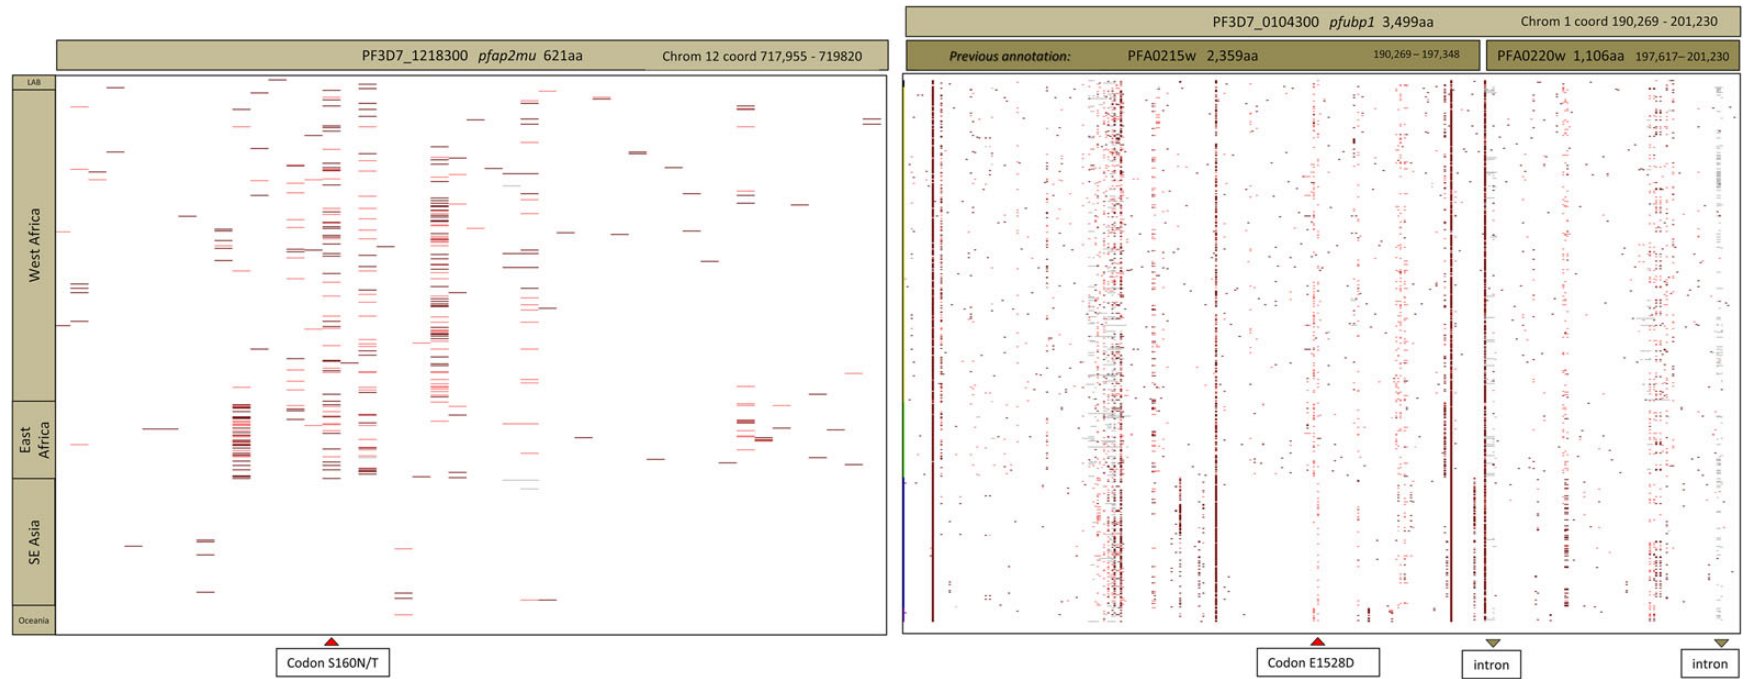 PF3D7_1218300 pfap2mu 621aa Chrom 12 coord 717,955 - 719820
LAB
West Africa
East Africa
SE Asia
Oceania
Codon S160N/T
PF3D7_0104300 pfubp1 3,499aa Chrom 1 coord 190,269 - 201,230
Previous annotation: PFA0215w 2,359aa 190,269 – 197,348
PFA0220w 1,106aa 197,617– 201,230
Codon E1528D
intron
intron